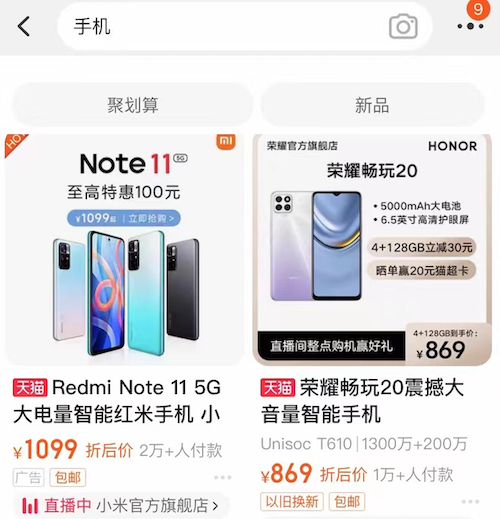 9
手机
聚划算
新品
HOT
mi
Note 11 5G
至高特惠100元
¥1099起 | 立即抢购 >
天猫 Redmi Note 11 5G
大电量智能红米手机 小
¥1099 折后价 2万+人付款
广告 包邮
直播中 小米官方旗舰店 >
荣耀官方旗舰店 HONOR
荣耀畅玩20
• 5000mAh大电池
• 6.5英寸高清护眼屏
4+128GB立减30元
晒单赢20元猫超卡
直播间整点购机赢好礼
4+128GB到手价:
¥869
天猫 荣耀畅玩20震撼大
音量智能手机
Unisoc T610 | 1300万+200万
¥869 折后价 1万+人付款
以旧换新 包邮